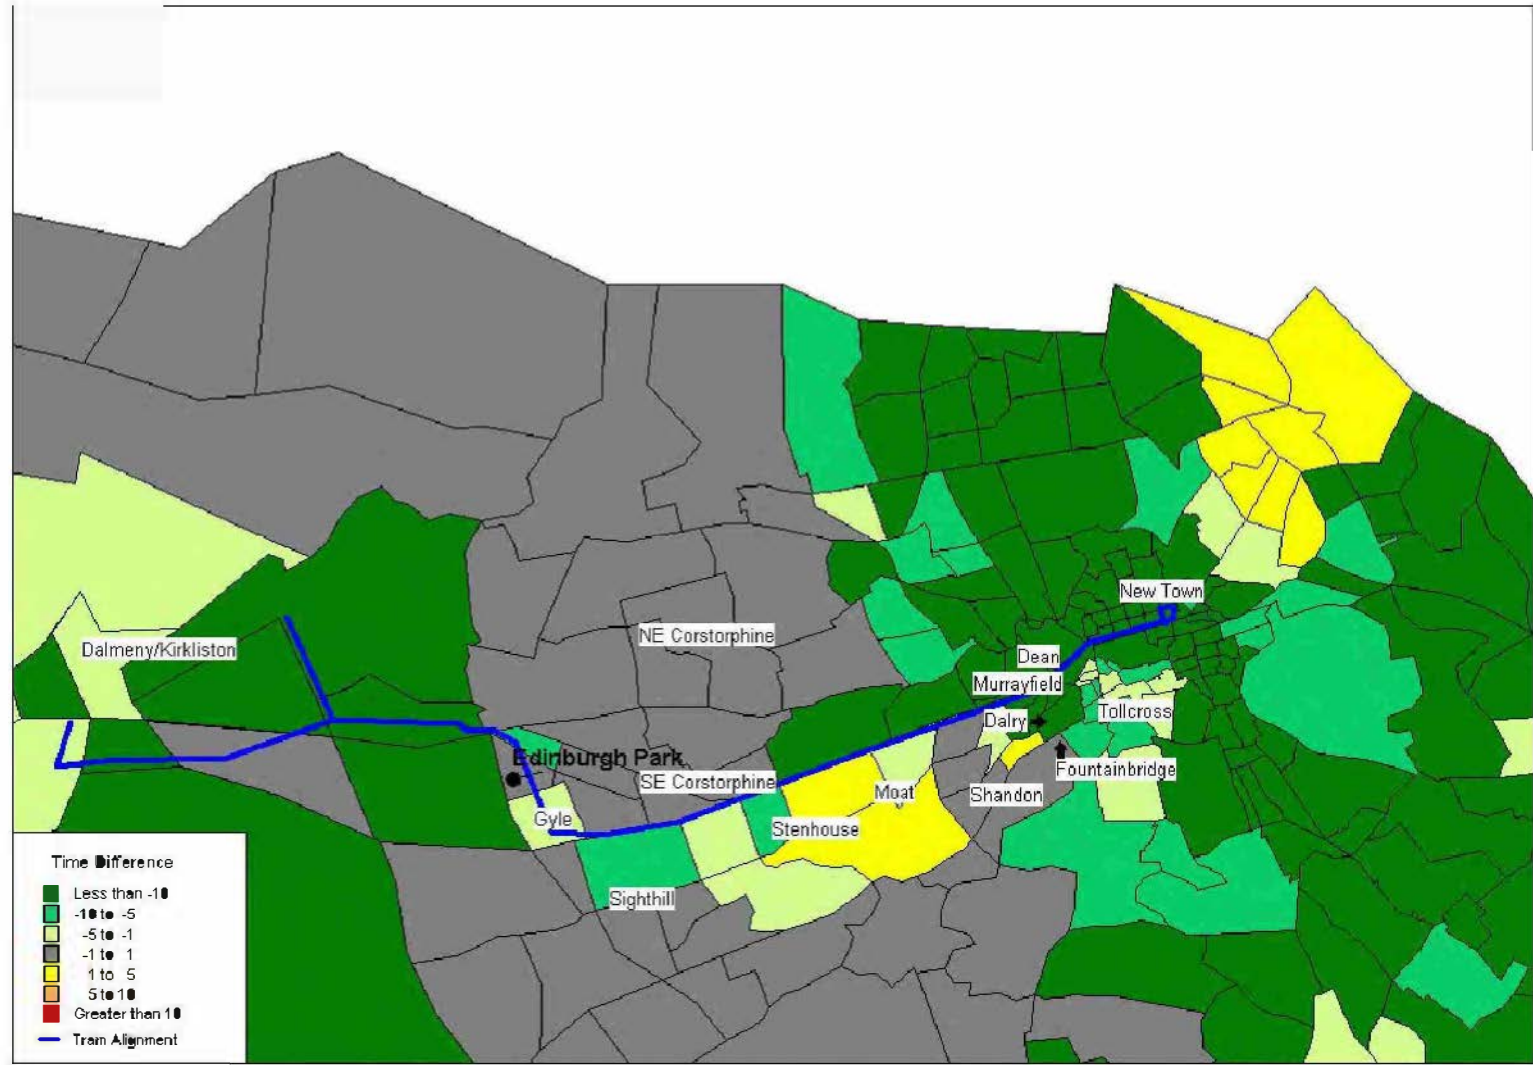 New Town
NE Corstorphine
Dalmeny/Kirkliston
Dean
Murrayfield
Dalry
Tollcross
Edinburgh Park
Fountainbridge
SE Corstorphine
Moat
Shandon
Gyle
Stenhouse
Sighthill
Time Difference
Less than -10
-10 to -5
-5 to -1
-1 to 1
1 to 5
5 to 10
Greater than 10
Tram Alignment